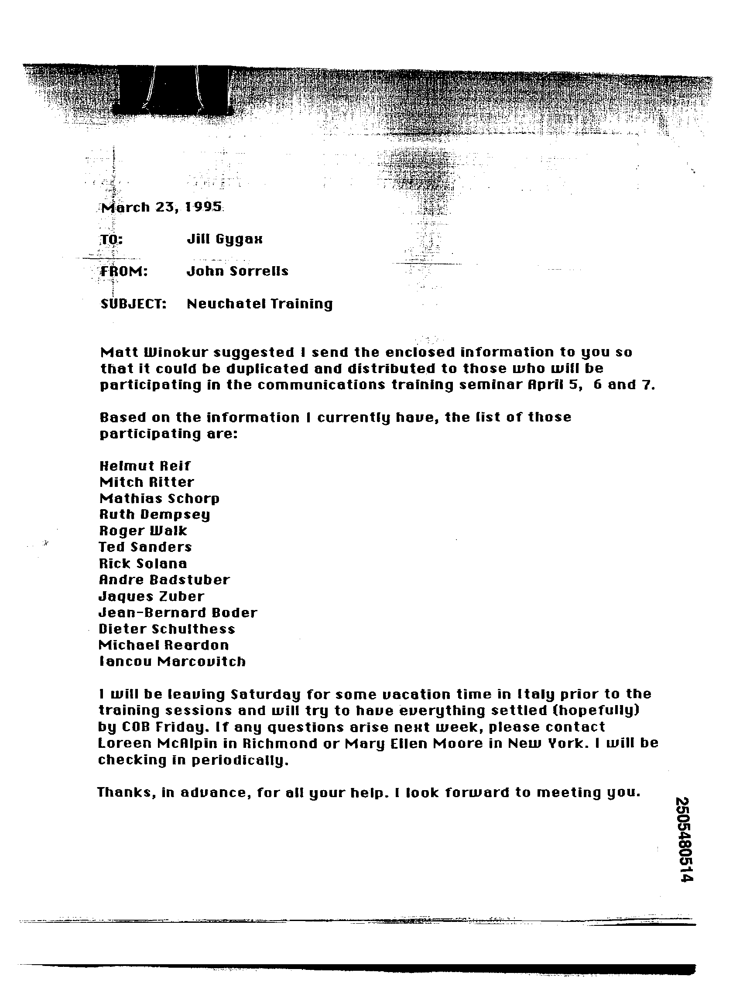 March 23, 1995
TO: Jill Gygax
FROM: John Sorrells
SUBJECT: Neuchatel Training
Matt Winokur suggested I send the enclosed information to you so
that it could be duplicated and distributed to those who will be
participating in the communications training seminar April 5, 6 and 7.
Based on the information I currently have, the list of those
participating are:
Helmut Reif
Mitch Ritter
Mathias Schorp
Ruth Dempsey
Roger Walk
Ted Sanders
Rick Solana
Andre Badstuber
Jaques Zuber
Jean-Bernard Boder
Dieter Schulthess
Michael Reardon
Iancou Marcovitch
I will be leaving Saturday for some vacation time in Italy prior to the
training sessions and will try to have everything settled (hopefully)
by COB Friday. If any questions arise next week, please contact
Loreen McAlpin in Richmond or Mary Ellen Moore in New York. I will be
checking in periodically.
Thanks, in advance, for all your help. I look forward to meeting you.
2505480514